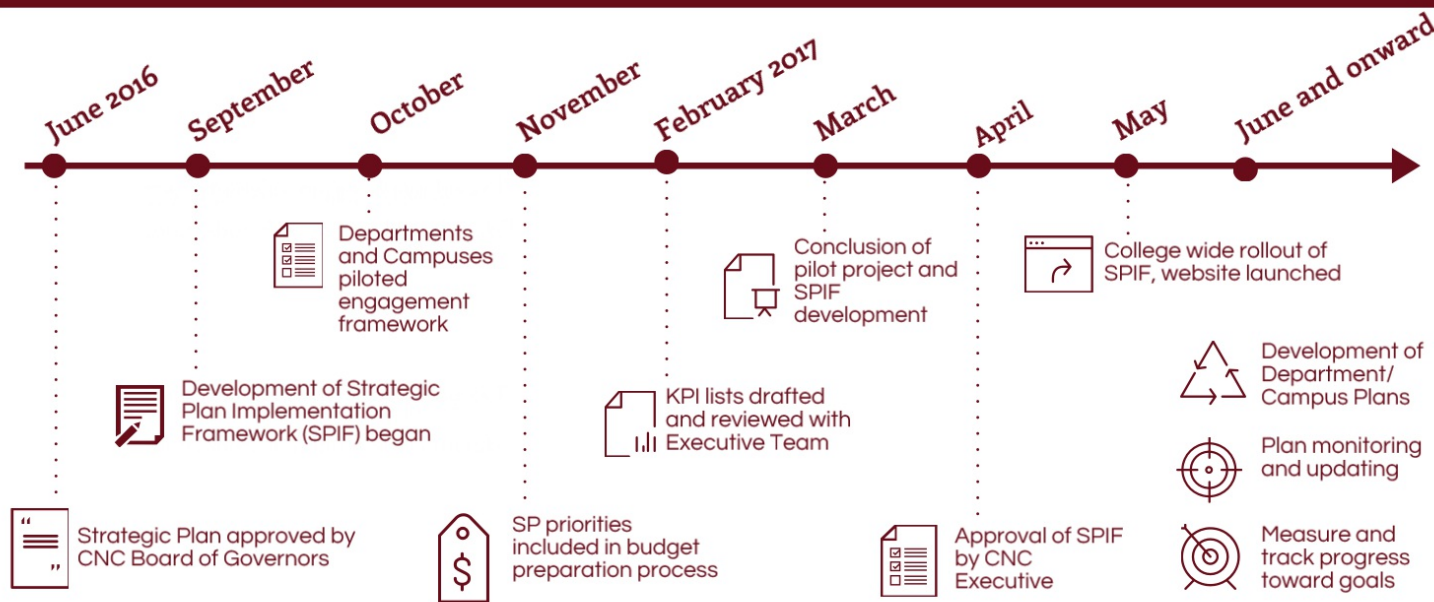 June 2016
September
October
November
February 2017
March
April
May
June and onward
Departments
and Campuses
piloted
engagement
framework
Conclusion of
pilot project and
SPIF
development
College wide rollout of
SPIF, website launched
Development of Strategic
Plan Implementation
Framework (SPIF) began
KPI lists drafted
and reviewed with
Executive Team
Development of
Department/
Campus Plans
Plan monitoring
and updating
“
”
Strategic Plan approved by
CNC Board of Governors
$
SP priorities
included in budget
preparation process
Approval of SPIF
by CNC
Executive
Measure and
track progress
toward goals